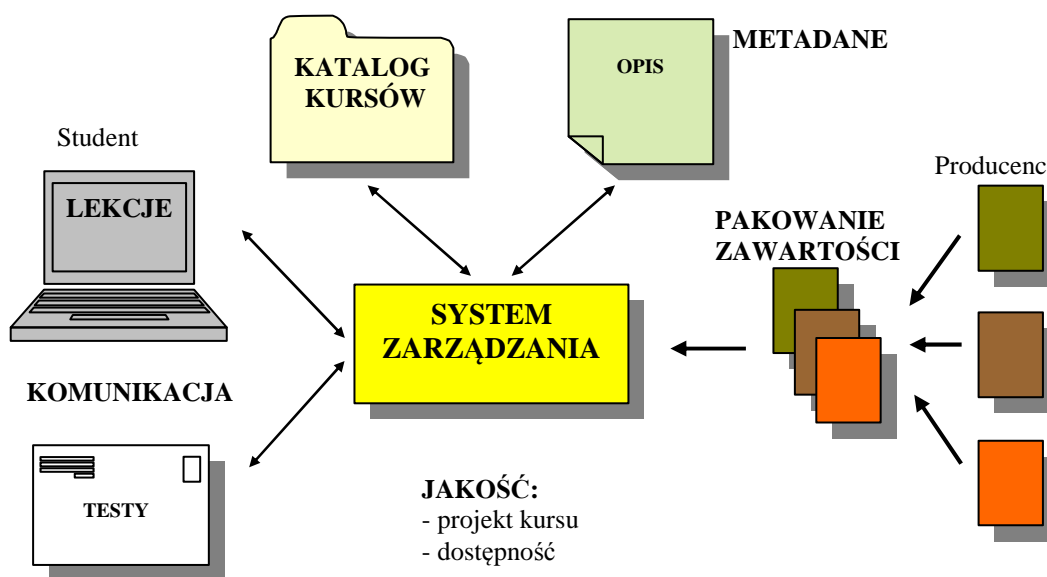 METADANE
KATALOG
KURSÓW
OPIS
Student
Producenc
LEKCJE
PAKOWANIE
ZAWARTOŚCI
SYSTEM
ZARZĄDZANIA
KOMUNIKACJA
TESTY
JAKOŚĆ:
- projekt kursu
- dostępność